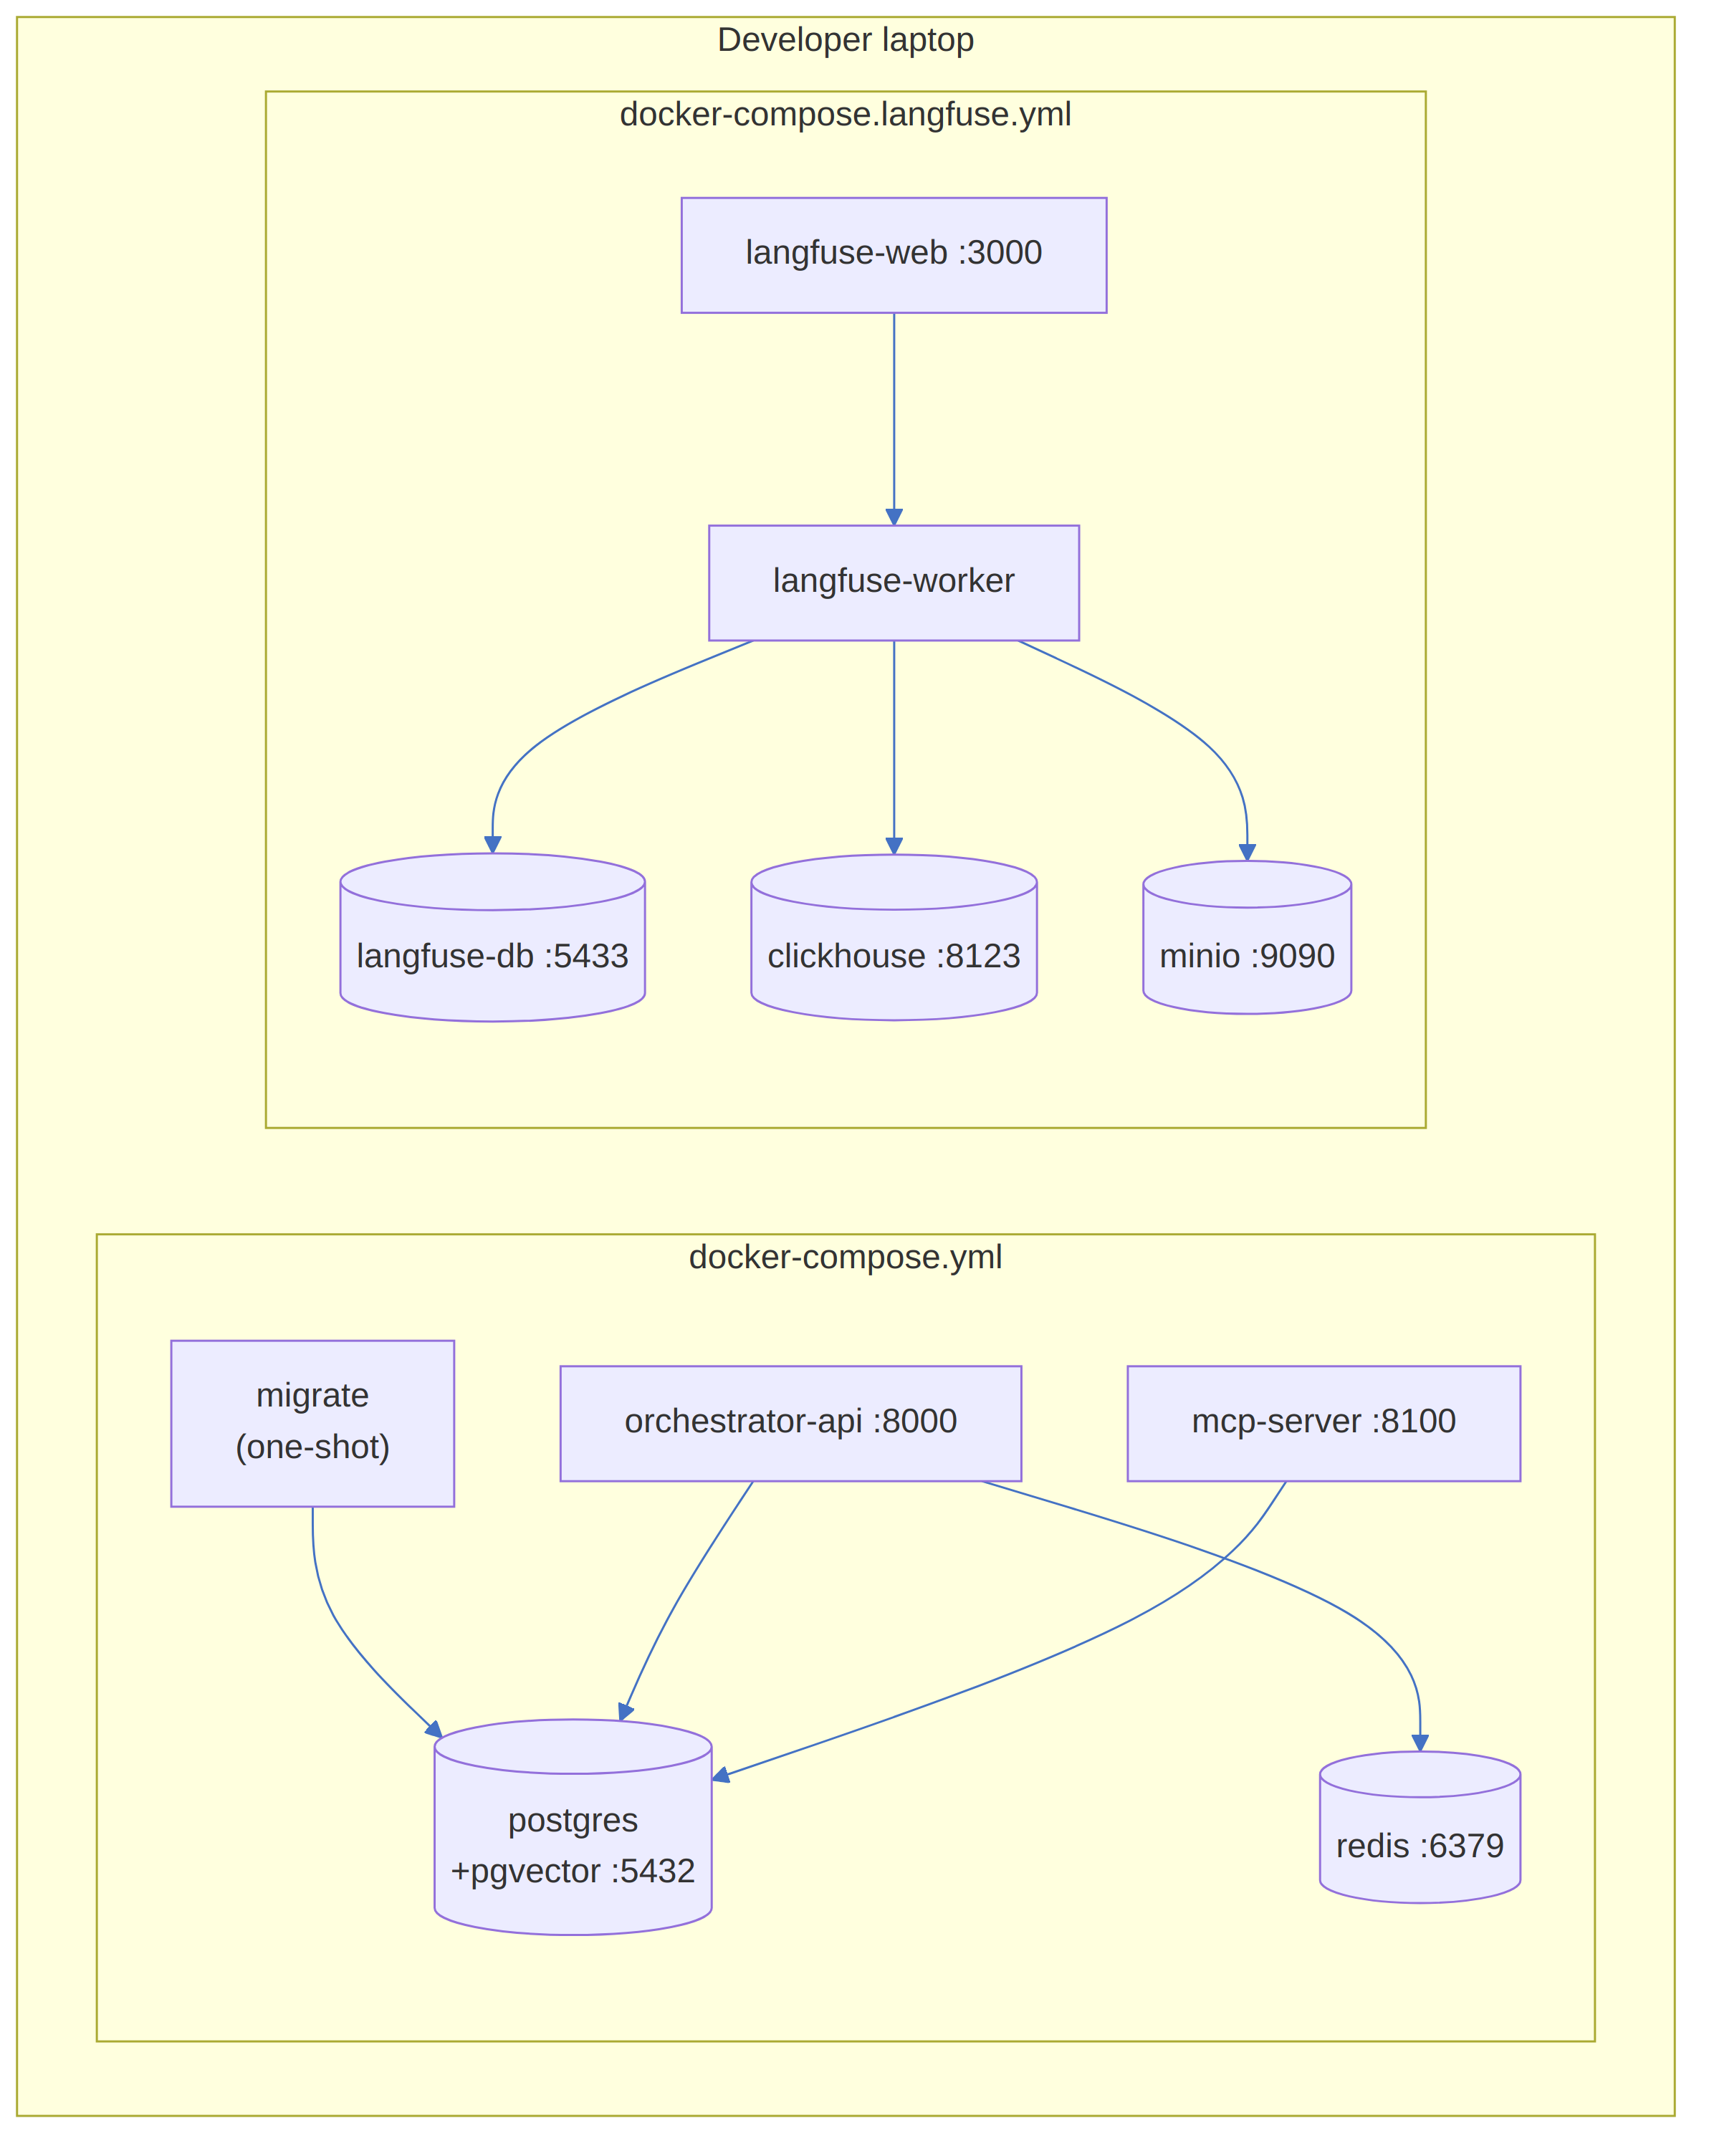 Developer laptop
docker-compose.langfuse.yml
langfuse-web :3000
langfuse-worker
langfuse-db :5433
clickhouse :8123
minio :9090
docker-compose.yml
migrate
(one-shot)
orchestrator-api :8000
mcp-server :8100
postgres
+pgvector :5432
redis :6379